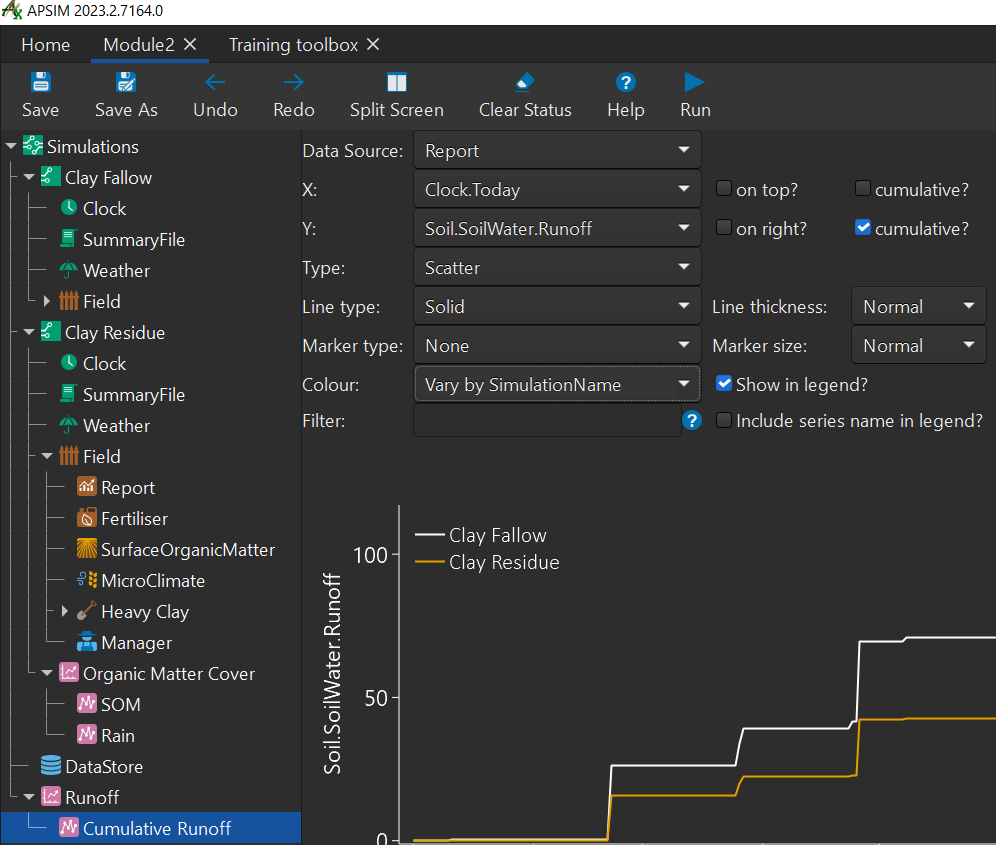 APSIM 2023.2.7164.0
Home Module2 Training toolbox
Save Save As Undo Redo Split Screen Clear Status Help Run
Simulations
Clay Fallow
Clock
SummaryFile
Weather
Field
Clay Residue
Clock
SummaryFile
Weather
Field
Report
Fertiliser
SurfaceOrganicMatter
MicroClimate
Heavy Clay
Manager
Organic Matter Cover
SOM
Rain
DataStore
Runoff
Cumulative Runoff
Data Source: Report
X: Clock.Today on top? cumulative?
Y: Soil.SoilWater.Runoff on right? cumulative?
Type: Scatter
Line type: Solid Line thickness: Normal
Marker type: None Marker size: Normal
Colour: Vary by SimulationName Show in legend?
Filter: ? Include series name in legend?
Clay Fallow
Clay Residue
100
50
0
Soil.SoilWater.Runoff